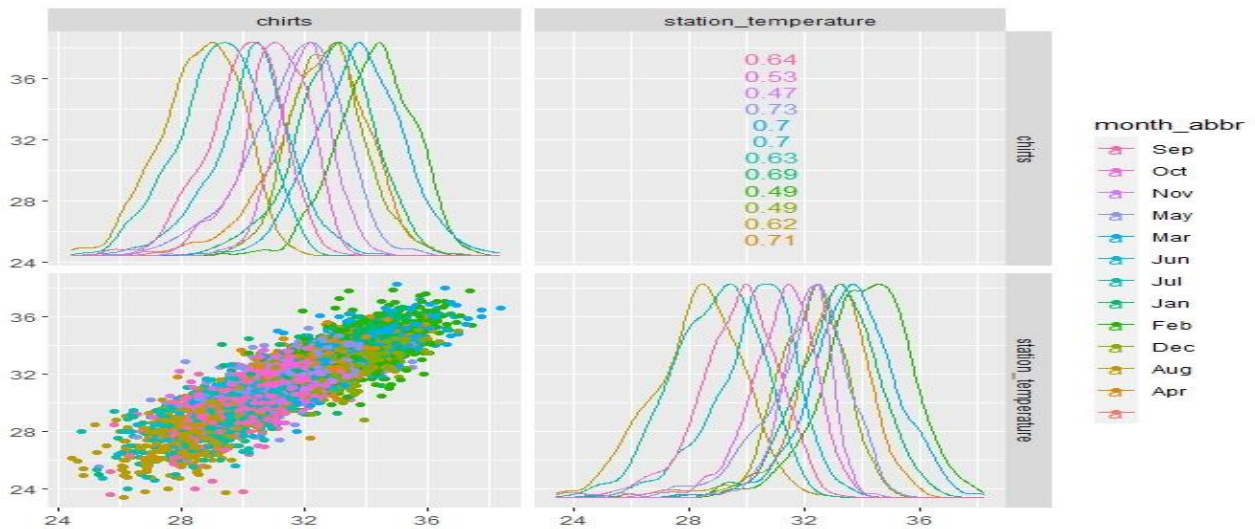 chirts
station_temperature
36
32
28
24
0.64
0.53
0.47
0.73
0.7
0.7
0.63
0.69
0.49
0.49
0.62
0.71
chirts
36
32
28
24
station_temperature
24
28
32
36
24
28
32
36
month_abbr
a Sep
a Oct
a Nov
a May
a Mar
a Jun
a Jul
a Jan
a Feb
a Dec
a Aug
a Apr
a